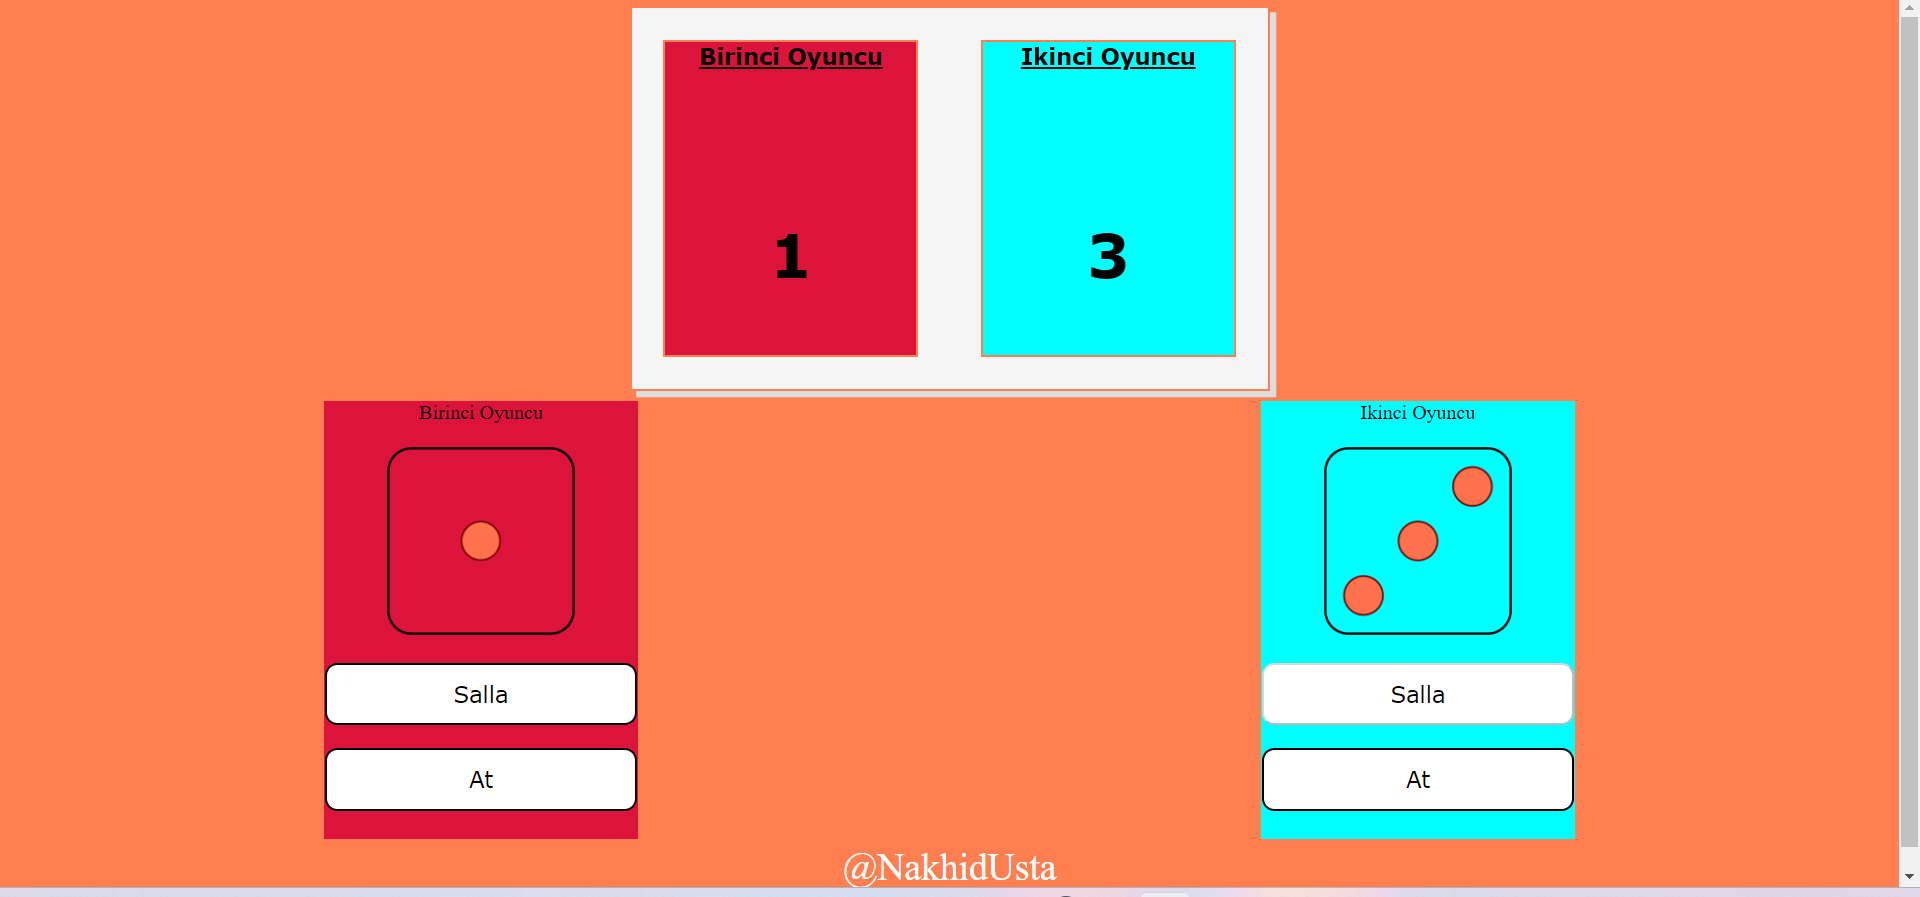 Birinci Oyuncu
1
Ikinci Oyuncu
3
Birinci Oyuncu
Salla
At
Ikinci Oyuncu
Salla
At
@NakhidUsta